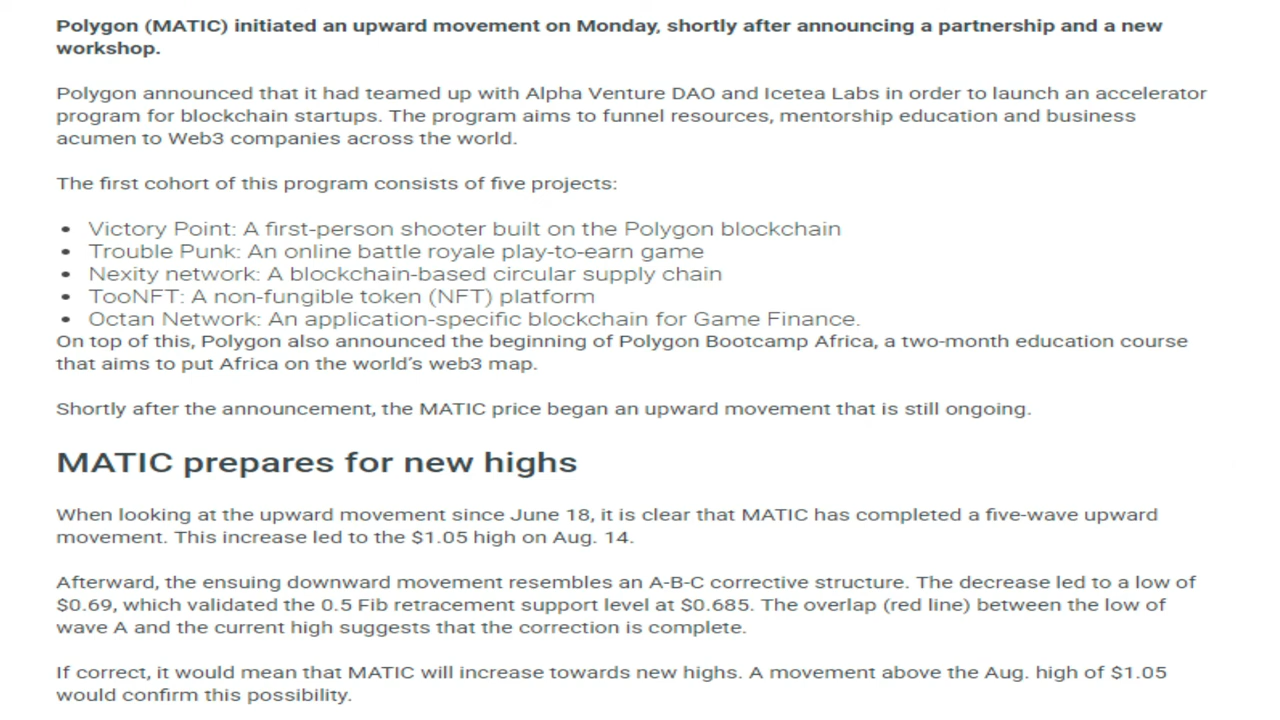 Polygon (MATIC) initiated an upward movement on Monday, shortly after announcing a partnership and a new
workshop.
Polygon announced that it had teamed up with Alpha Venture DAO and Icetea Labs in order to launch an accelerator
program for blockchain startups. The program aims to funnel resources, mentorship education and business
acumen to Web3 companies across the world.
The first cohort of this program consists of five projects:
• Victory Point: A first-person shooter built on the Polygon blockchain
• Trouble Punk: An online battle royale play-to-earn game
• Nexity network: A blockchain-based circular supply chain
• TooNFT: A non-fungible token (NFT) platform
• Octan Network: An application-specific blockchain for Game Finance.
On top of this, Polygon also announced the beginning of Polygon Bootcamp Africa, a two-month education course
that aims to put Africa on the world’s web3 map.
Shortly after the announcement, the MATIC price began an upward movement that is still ongoing.
MATIC prepares for new highs
When looking at the upward movement since June 18, it is clear that MATIC has completed a five-wave upward
movement. This increase led to the $1.05 high on Aug. 14.
Afterward, the ensuing downward movement resembles an A-B-C corrective structure. The decrease led to a low of
$0.69, which validated the 0.5 Fib retracement support level at $0.685. The overlap (red line) between the low of
wave A and the current high suggests that the correction is complete.
If correct, it would mean that MATIC will increase towards new highs. A movement above the Aug. high of $1.05
would confirm this possibility.